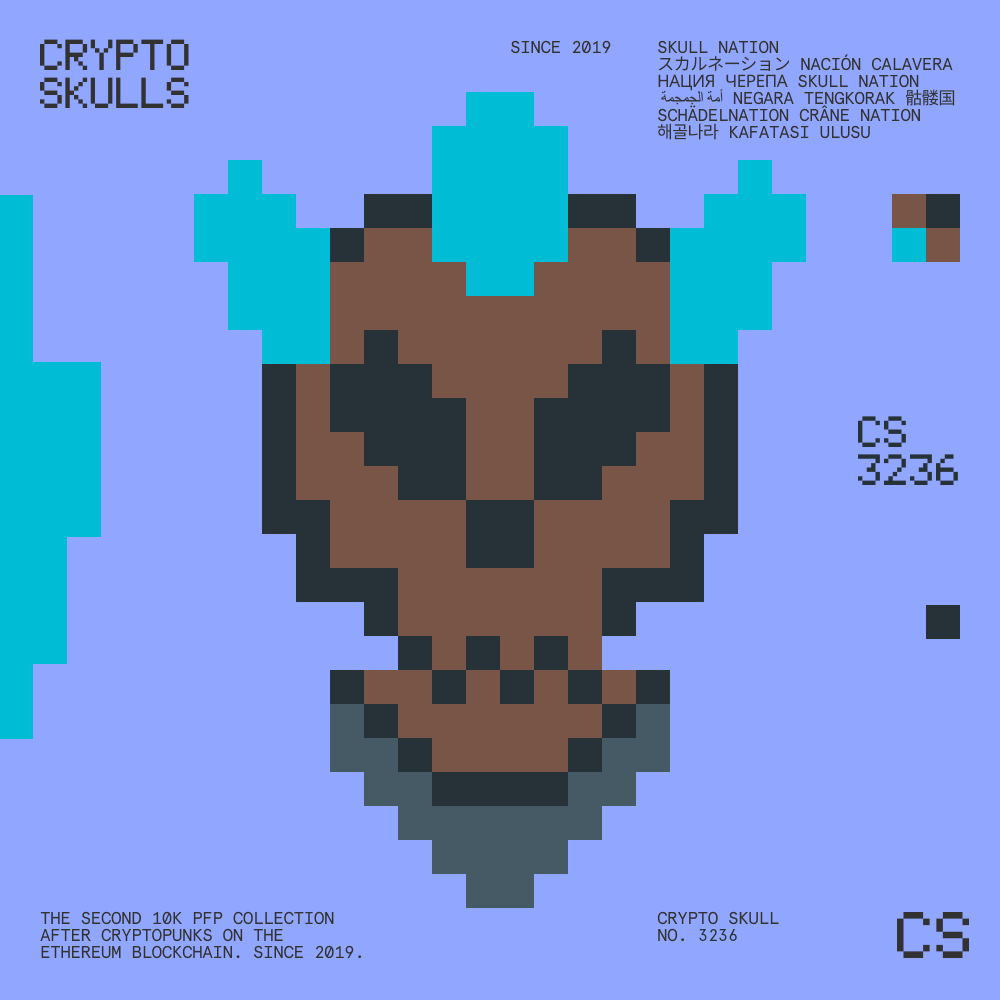 CRYPTO
SKULLS
SINCE 2019
SKULL NATION
スカルネーション NACIÓN CALAVERA
НАЦИЯ ЧЕРЕПА SKULL NATION
أمة الجمجمة NEGARA TENGKORAK 骷髅国
SCHÄDELNATION CRÂNE NATION
해골나라 KAFATASI ULUSU
CS
3236
THE SECOND 10K PFP COLLECTION
AFTER CRYPTOPUNKS ON THE
ETHEREUM BLOCKCHAIN. SINCE 2019.
CRYPTO SKULL
NO. 3236
CS